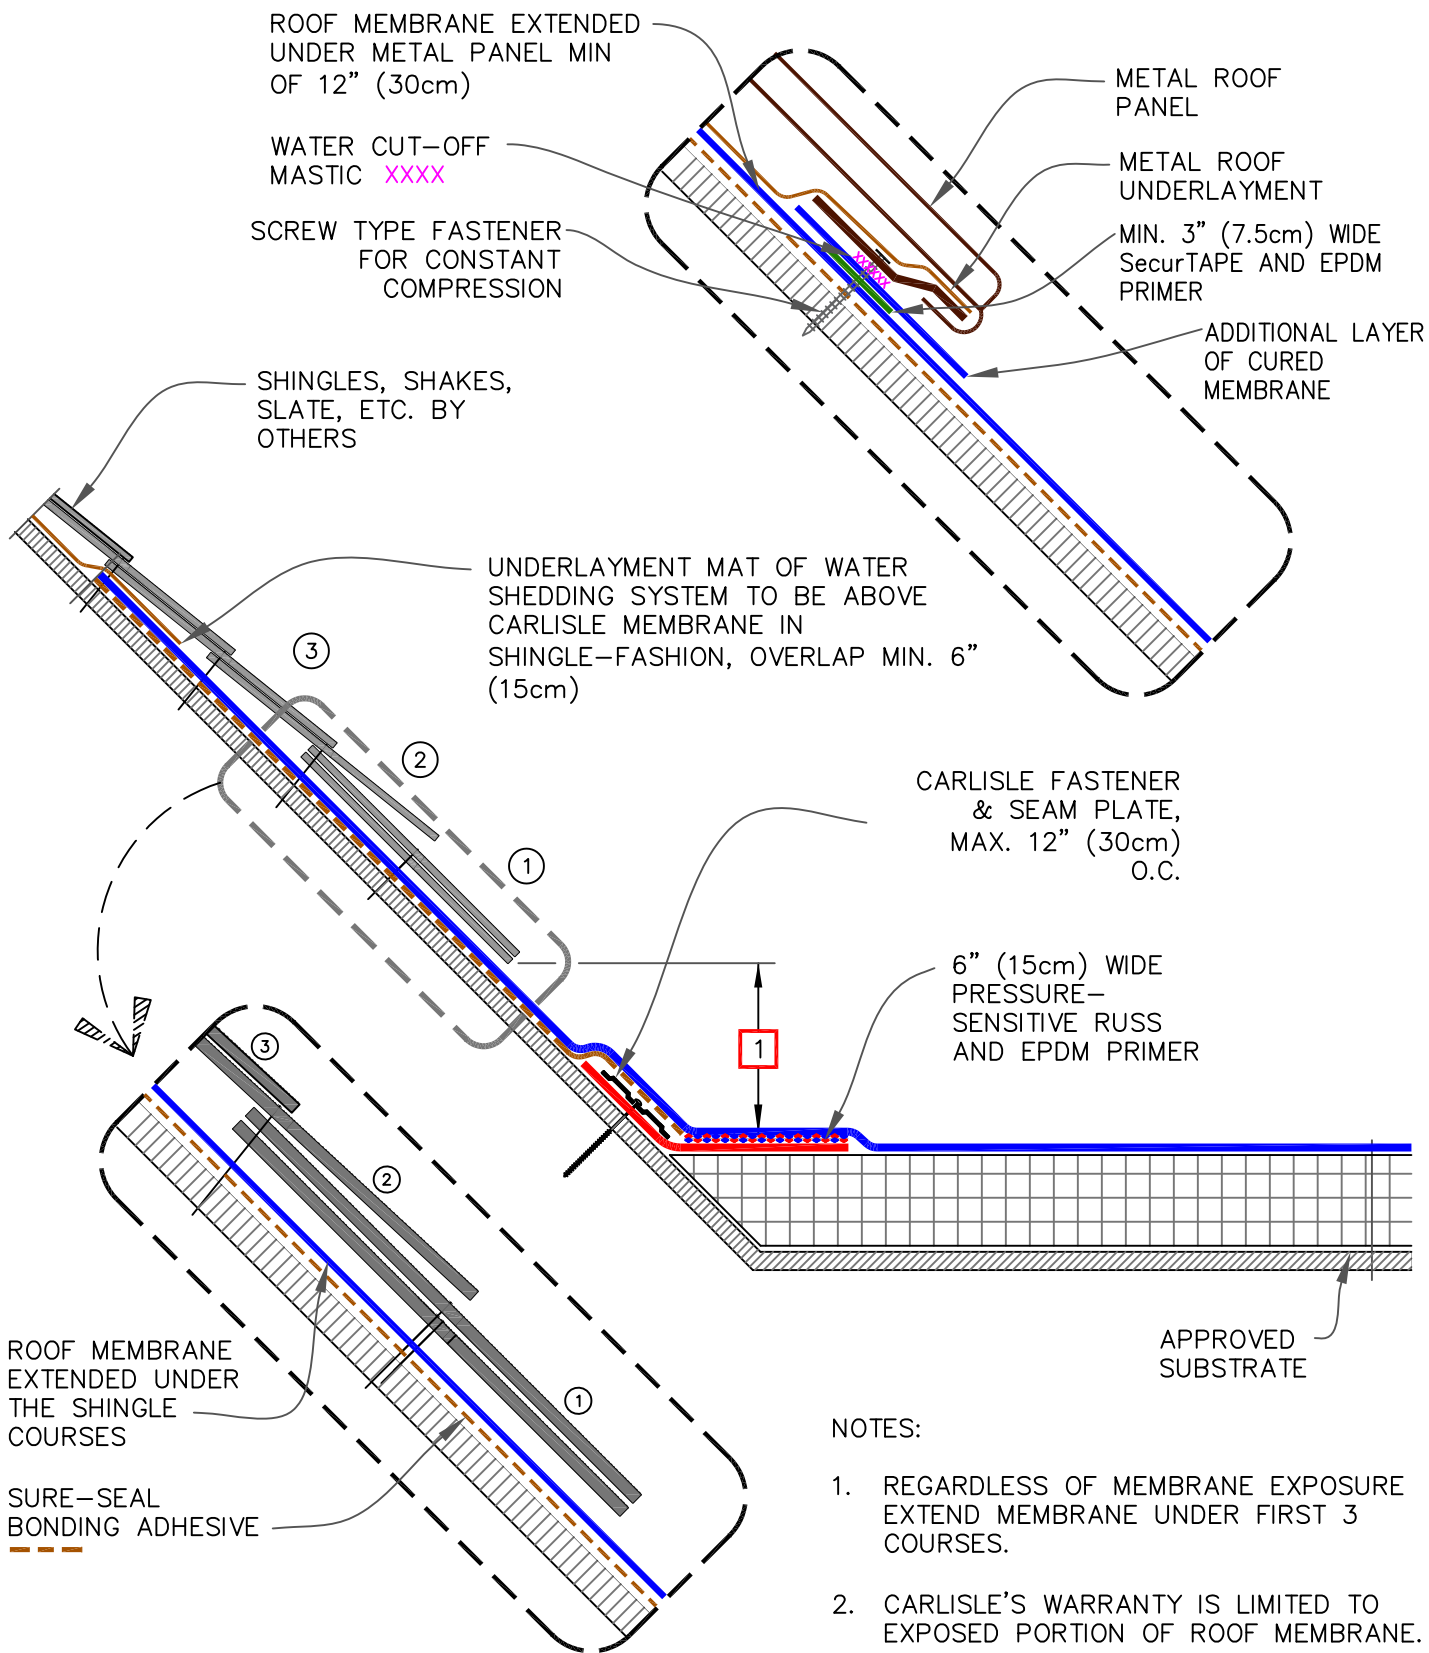 ROOF MEMBRANE EXTENDED
UNDER METAL PANEL MIN
OF 12” (30cm)
WATER CUT–OFF
MASTIC XXXX
SCREW TYPE FASTENER
FOR CONSTANT
COMPRESSION
METAL ROOF
PANEL
METAL ROOF
UNDERLAYMENT
MIN. 3” (7.5cm) WIDE
SecurTAPE AND EPDM
PRIMER
ADDITIONAL LAYER
OF CURED
MEMBRANE
XXXX
SHINGLES, SHAKES,
SLATE, ETC. BY
OTHERS
UNDERLAYMENT MAT OF WATER
SHEDDING SYSTEM TO BE ABOVE
CARLISLE MEMBRANE IN
SHINGLE–FASHION, OVERLAP MIN. 6”
(15cm)
3
2
1
CARLISLE FASTENER
& SEAM PLATE,
MAX. 12” (30cm)
O.C.
6” (15cm) WIDE
PRESSURE–
SENSITIVE RUSS
AND EPDM PRIMER
1
3
2
1
ROOF MEMBRANE
EXTENDED UNDER
THE SHINGLE
COURSES
SURE–SEAL
BONDING ADHESIVE
APPROVED
SUBSTRATE
NOTES:
1. REGARDLESS OF MEMBRANE EXPOSURE
EXTEND MEMBRANE UNDER FIRST 3
COURSES.
2. CARLISLE’S WARRANTY IS LIMITED TO
EXPOSED PORTION OF ROOF MEMBRANE.